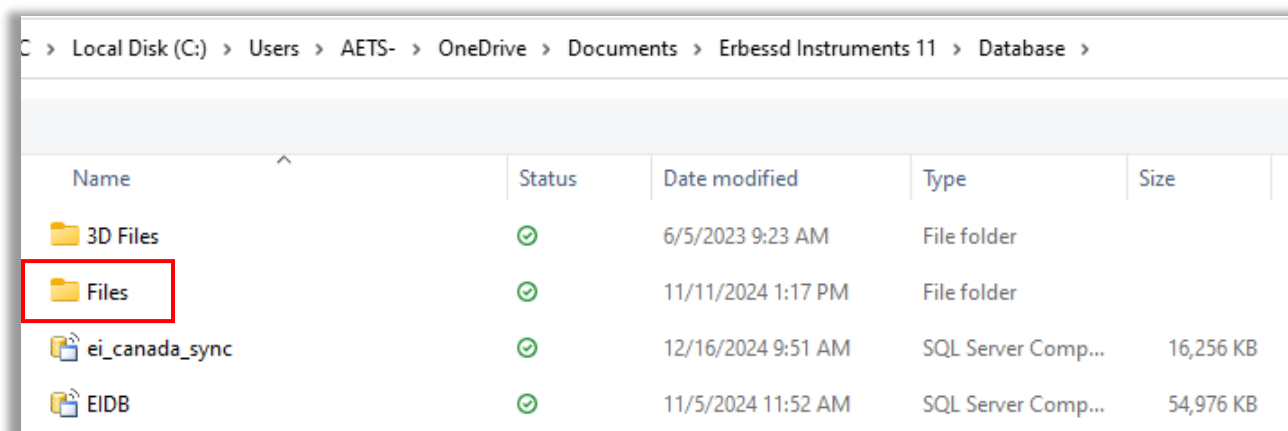 C > Local Disk (C:) > Users > AETS- > OneDrive > Documents > Erbessd Instruments 11 > Database >
Name Status Date modified Type Size
3D Files 6/5/2023 9:23 AM File folder
Files 11/11/2024 1:17 PM File folder
ei_canada_sync 12/16/2024 9:51 AM SQL Server Comp... 16,256 KB
EIDB 11/5/2024 11:52 AM SQL Server Comp... 54,976 KB